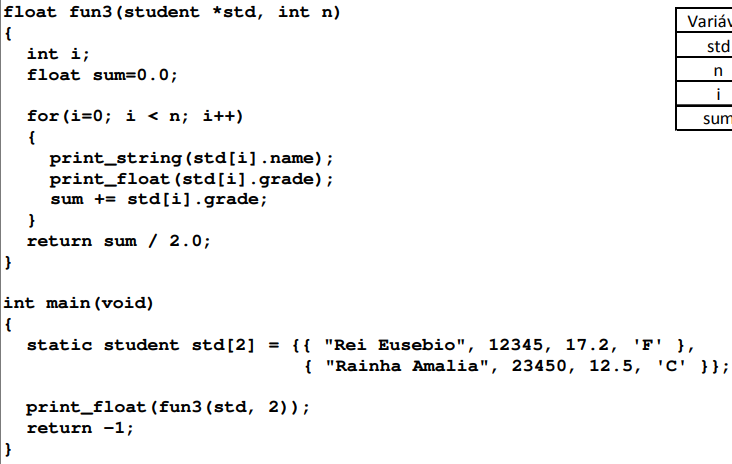 float fun3(student *std, int n)
{
int i;
float sum=0.0;
for(i=0; i < n; i++)
{
print_string(std[i].name);
print_float(std[i].grade);
sum += std[i].grade;
}
return sum / 2.0;
}
int main(void)
{
static student std[2] = {{ "Rei Eusebio", 12345, 17.2, 'F' },
{ "Rainha Amalia", 23450, 12.5, 'C' }};
print_float(fun3(std, 2));
return -1;
}
Variáv
std
n
i
sum